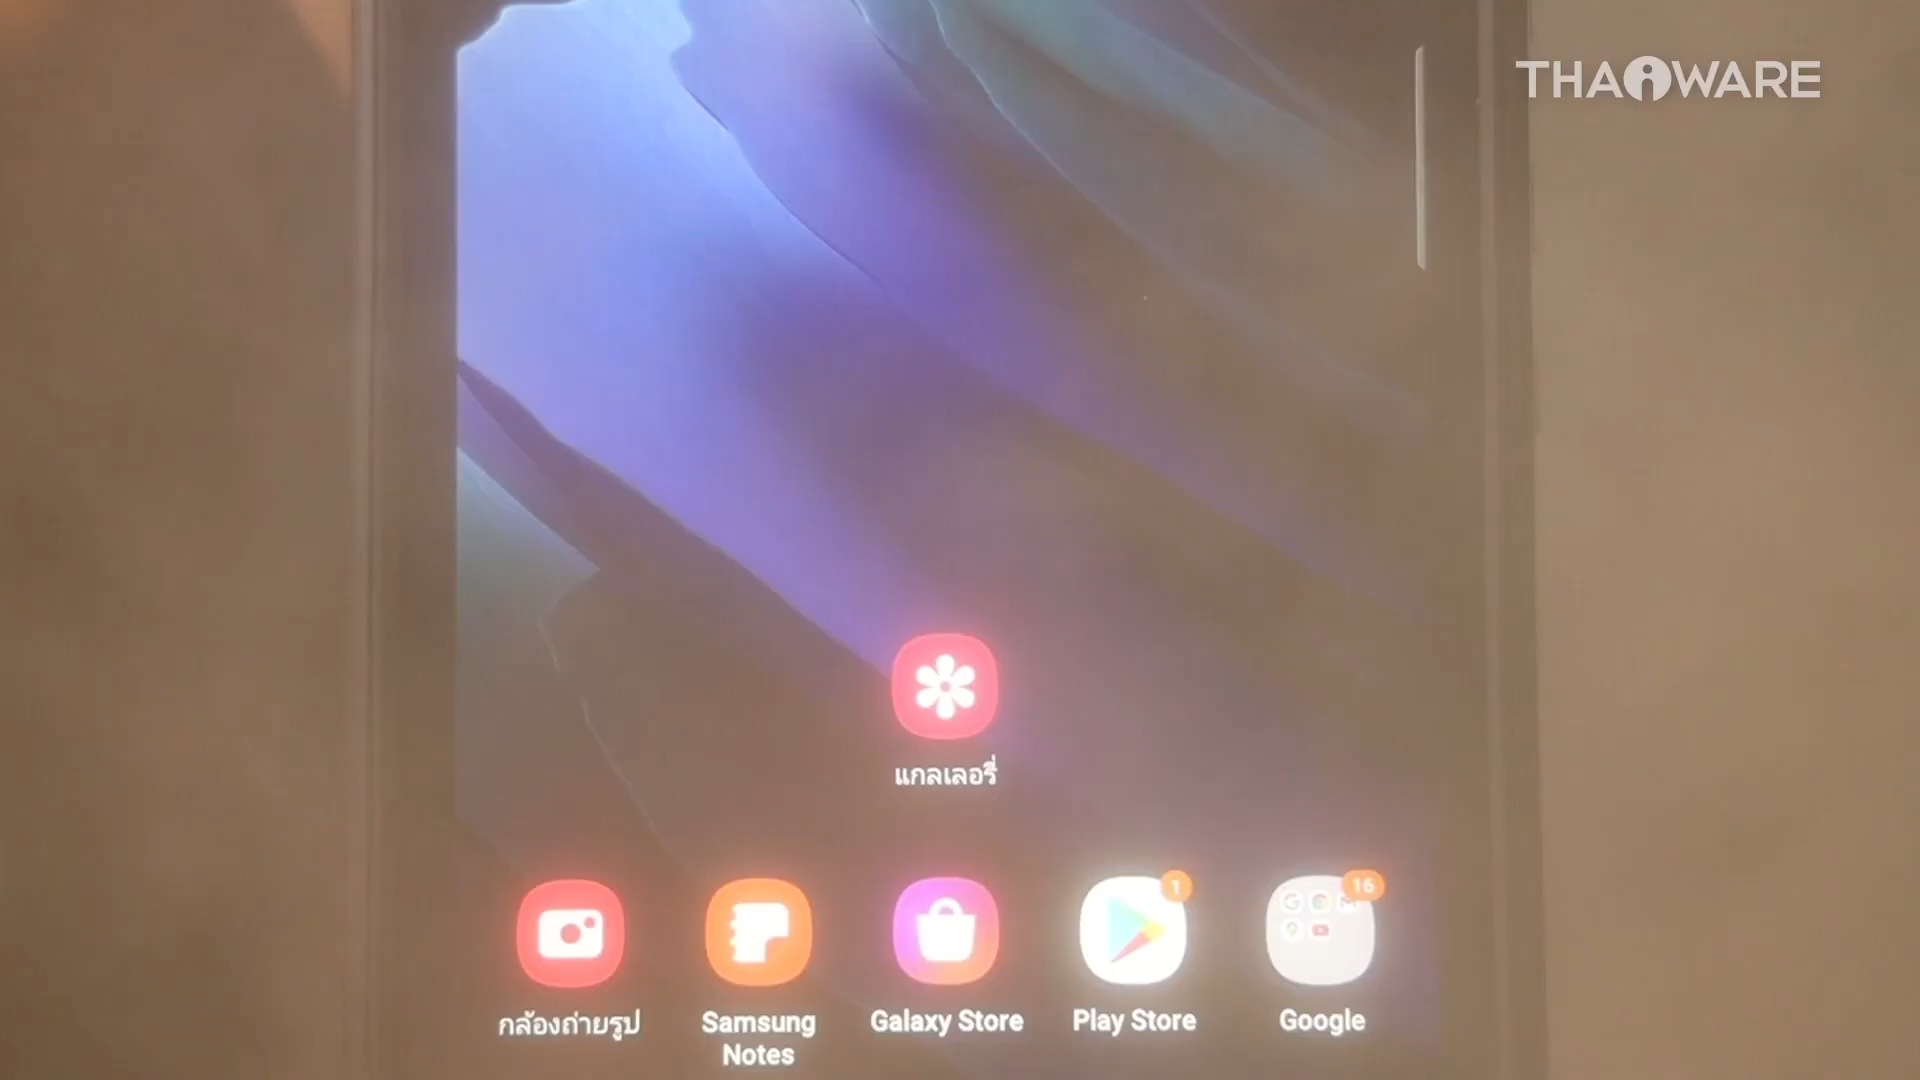 THAiWARE
แกลเลอรี่
1
16
กล้องถ่ายรูป
Samsung
Notes
Galaxy Store
Play Store
Google